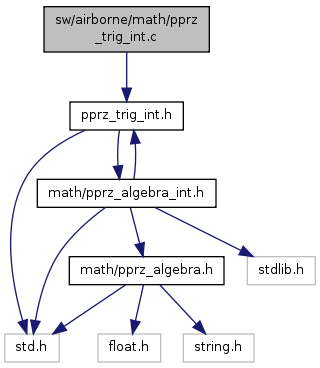 sw/airborne/math/pprz
_trig_int.c
pprz_trig_int.h
math/pprz_algebra_int.h
math/pprz_algebra.h
stdlib.h
std.h
float.h
string.h